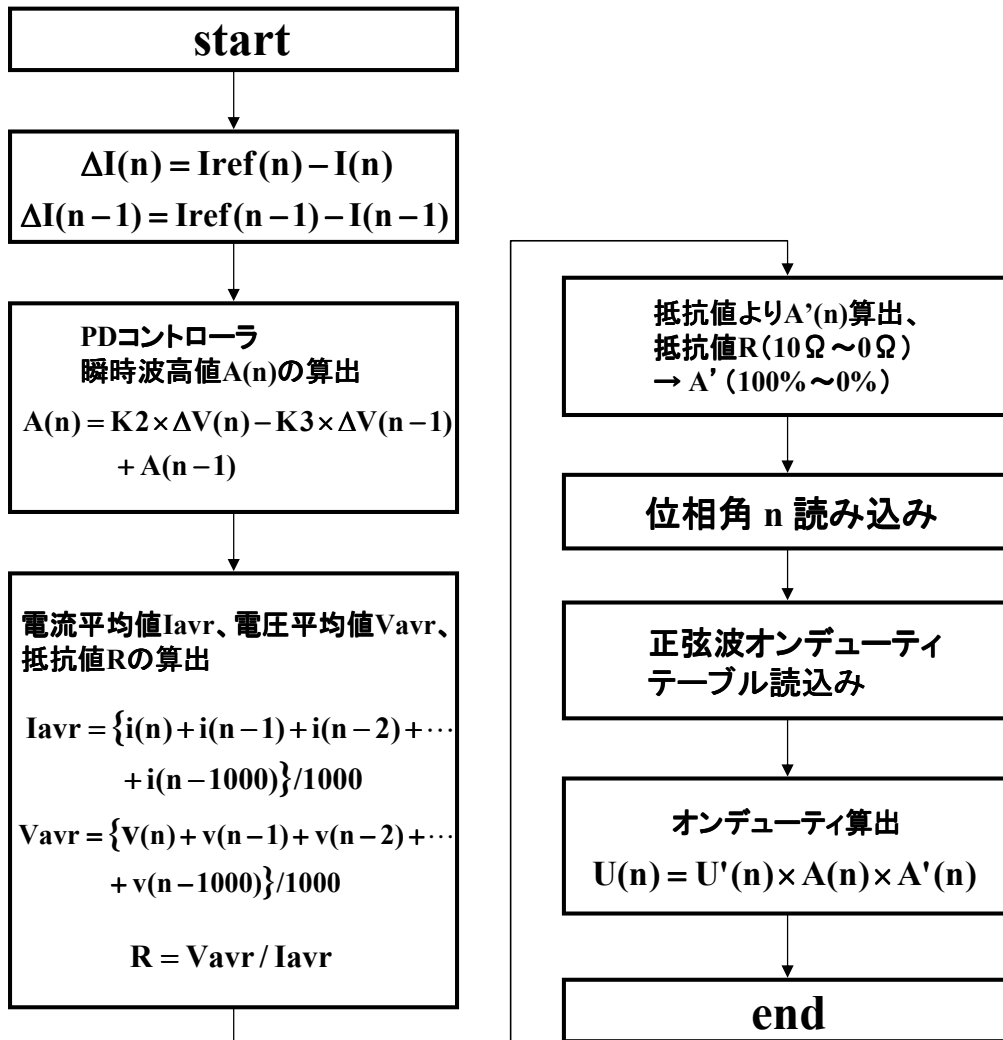 start
ΔI(n) = Iref(n) − I(n)
ΔI(n−1) = Iref(n−1) − I(n−1)
PDコントローラ
瞬時波高値A(n)の算出
A(n) = K2×ΔV(n)−K3×ΔV(n−1)
+ A(n−1)
電流平均値Iavr、電圧平均値Vavr、
抵抗値Rの算出
Iavr = {i(n)+i(n−1)+i(n−2)+⋯
+i(n−1000)}/1000
Vavr = {V(n)+v(n−1)+v(n−2)+⋯
+v(n−1000)}/1000
R = Vavr / Iavr
抵抗値よりA’(n)算出、
抵抗値R(10Ω～0Ω)
→ A’(100%～0%)
位相角 n 読み込み
正弦波オンデューティ
テーブル読込み
オンデューティ算出
U(n) = U'(n)×A(n)×A'(n)
end